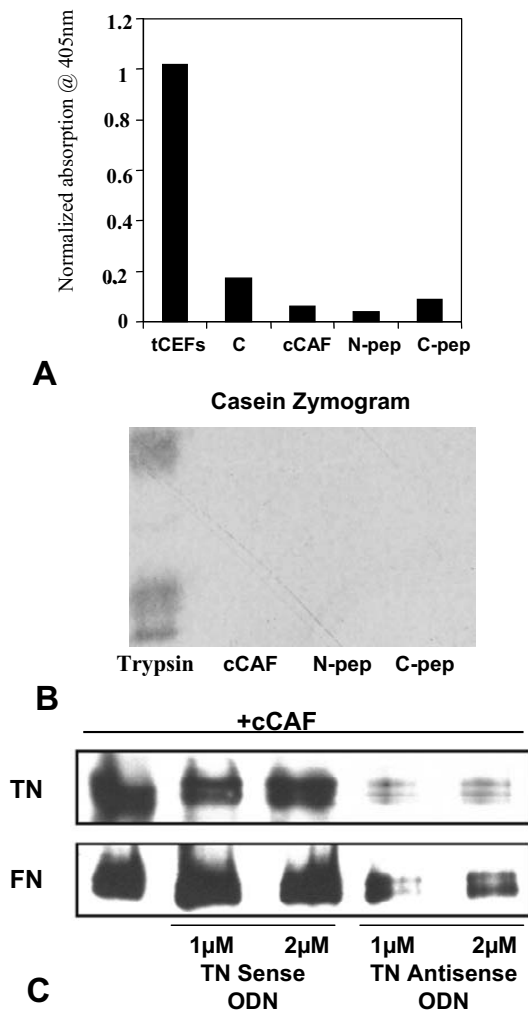 Normalized absorption @ 405nm
1.2
1
0.8
0.6
0.4
0.2
0
tCEFs C cCAF N-pep C-pep
A
Casein Zymogram
Trypsin cCAF N-pep C-pep
B
+cCAF
TN
FN
1µM 2µM 1µM 2µM
TN Sense TN Antisense
ODN ODN
C